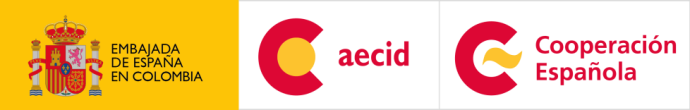 EMBAJADA
DE ESPAÑA
EN COLOMBIA
aecid
Cooperación
Española